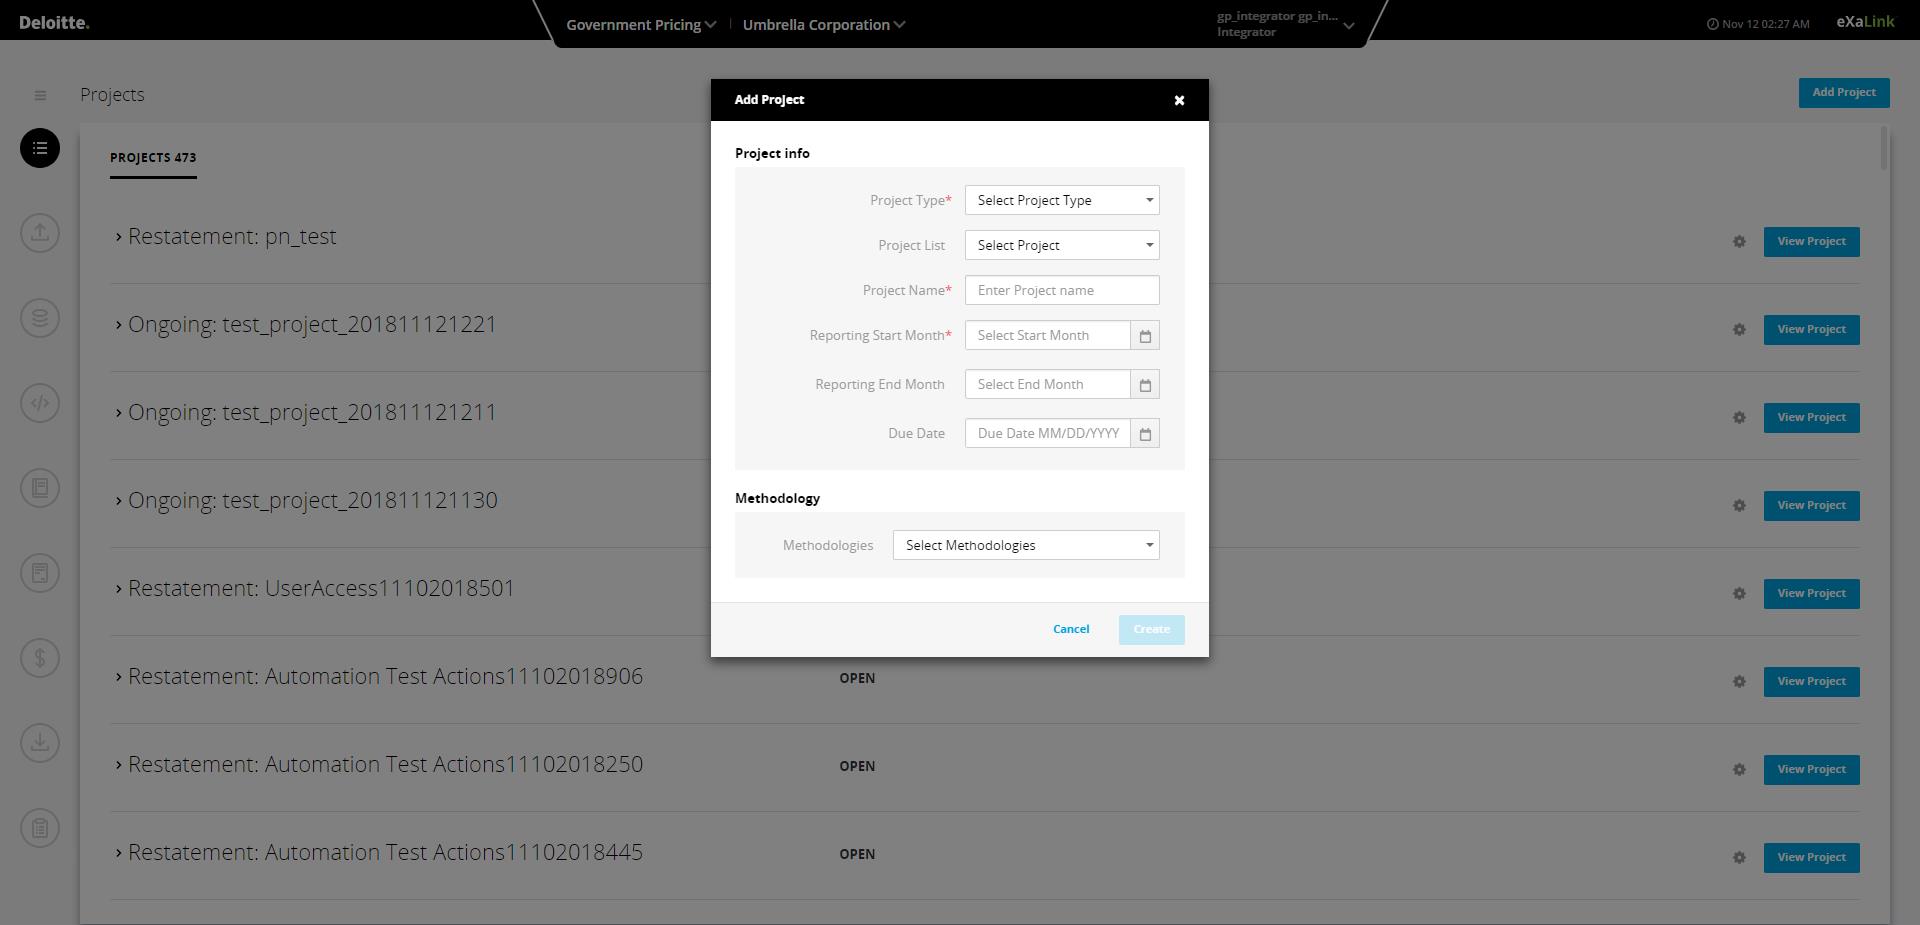 Deloitte.
Government Pricing
Umbrella Corporation
gp_integrator gp_in...
Integrator
Nov 12 02:27 AM
eXaLink
Projects
Add Project
PROJECTS 473
Restatement: pn_test
View Project
Ongoing: test_project_201811121221
View Project
Ongoing: test_project_201811121211
View Project
Ongoing: test_project_201811121130
View Project
Restatement: UserAccess11102018501
View Project
Restatement: Automation Test Actions11102018906
OPEN
View Project
Restatement: Automation Test Actions11102018250
OPEN
View Project
Restatement: Automation Test Actions11102018445
OPEN
View Project
Add Project
Project info
Project Type* Select Project Type
Project List Select Project
Project Name* Enter Project name
Reporting Start Month* Select Start Month
Reporting End Month Select End Month
Due Date Due Date MM/DD/YYYY
Methodology
Methodologies Select Methodologies
Cancel Create